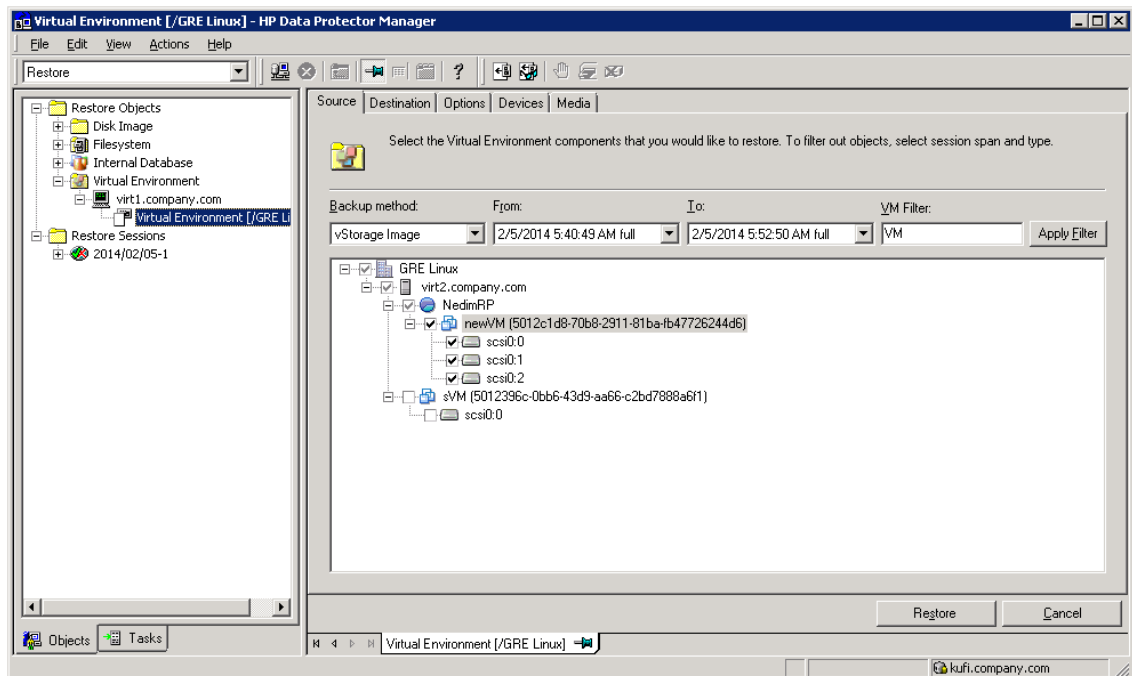 Virtual Environment [/GRE Linux] - HP Data Protector Manager
File Edit View Actions Help
Restore
Restore Objects
Disk Image
Filesystem
Internal Database
Virtual Environment
virt1.company.com
Virtual Environment [/GRE Li
Restore Sessions
2014/02/05-1
Objects Tasks
Source Destination Options Devices Media
Select the Virtual Environment components that you would like to restore. To filter out objects, select session span and type.
Backup method: From: To: VM Filter:
vStorage Image 2/5/2014 5:40:49 AM full 2/5/2014 5:52:50 AM full VM Apply Filter
GRE Linux
virt2.company.com
NedimRP
newVM (5012c1d8-70b8-2911-81ba-fb47726244d6)
scsi0:0
scsi0:1
scsi0:2
sVM (5012396c-0bb6-43d9-aa66-c2bd7888a6f1)
scsi0:0
Restore Cancel
Virtual Environment [/GRE Linux]
kufi.company.com